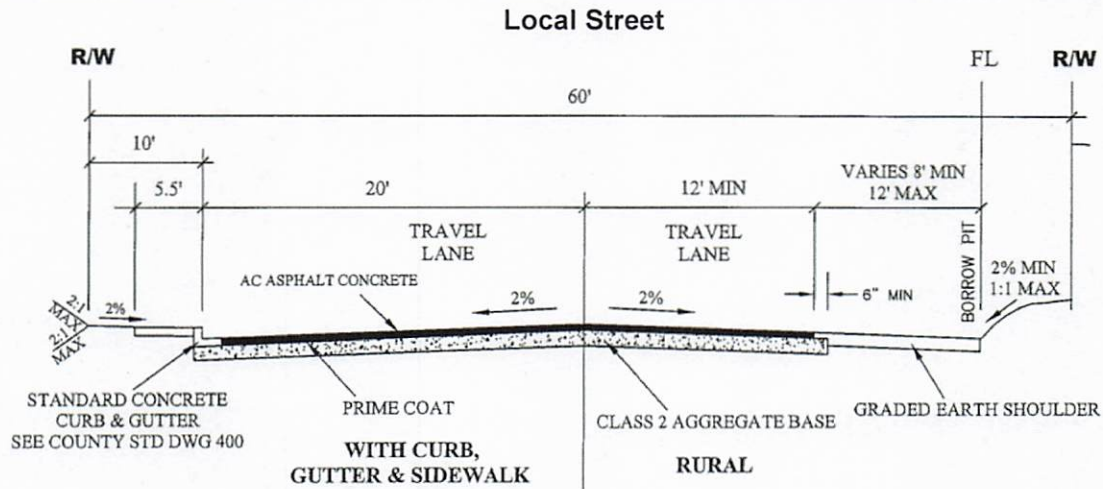 Local Street
R/W
FL
R/W
60'
10'
5.5'
20'
12' MIN
VARIES 8' MIN
12' MAX
TRAVEL
LANE
TRAVEL
LANE
BORROW PIT
AC ASPHALT CONCRETE
2:1
MAX
2:1
MAX
2%
2%
2%
6" MIN
2% MIN
1:1 MAX
STANDARD CONCRETE
CURB & GUTTER
SEE COUNTY STD DWG 400
PRIME COAT
CLASS 2 AGGREGATE BASE
GRADED EARTH SHOULDER
WITH CURB,
GUTTER & SIDEWALK
RURAL